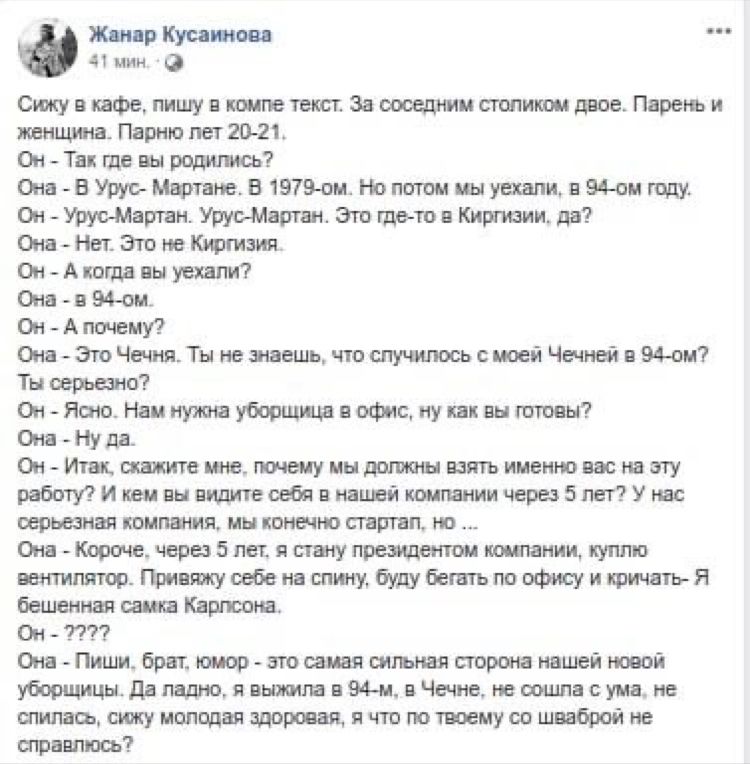 Жанар Кусаинова
41 мин. ·
Сижу в кафе, пишу в компе текст. За соседним столиком двое. Парень и
женщина. Парню лет 20-21.
Он - Так где вы родились?
Она - В Урус- Мартане. В 1979-ом. Но потом мы уехали, в 94-ом году.
Он - Урус-Мартан. Урус-Мартан. Это где-то в Киргизии, да?
Она - Нет. Это не Киргизия.
Он - А когда вы уехали?
Она - в 94-ом.
Он - А почему?
Она - Это Чечня. Ты не знаешь, что случилось с моей Чечней в 94-ом?
Ты серьезно?
Он - Ясно. Нам нужна уборщица в офис, ну как вы готовы?
Она - Ну да.
Он - Итак, скажите мне, почему мы должны взять именно вас на эту
работу? И кем вы видите себя в нашей компании через 5 лет? У нас
серьезная компания, мы конечно стартап, но ...
Она - Короче, через 5 лет, я стану президентом компании, куплю
вентилятор. Привяжу себе на спину, буду бегать по офису и кричать- Я
бешенная самка Карлсона.
Он - ????
Она - Пиши, брат, юмор - это самая сильная сторона нашей новой
уборщицы. Да ладно, я выжила в 94-м, в Чечне, не сошла с ума, не
спилась, сижу молодая здоровая, я что по твоему со шваброй не
справлюсь?